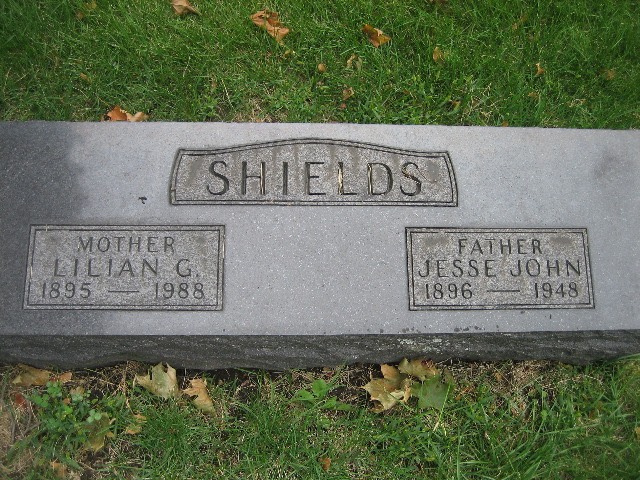 SHIELDS
MOTHER
LILIAN G.
1895 — 1988
FATHER
JESSE JOHN
1896 — 1948